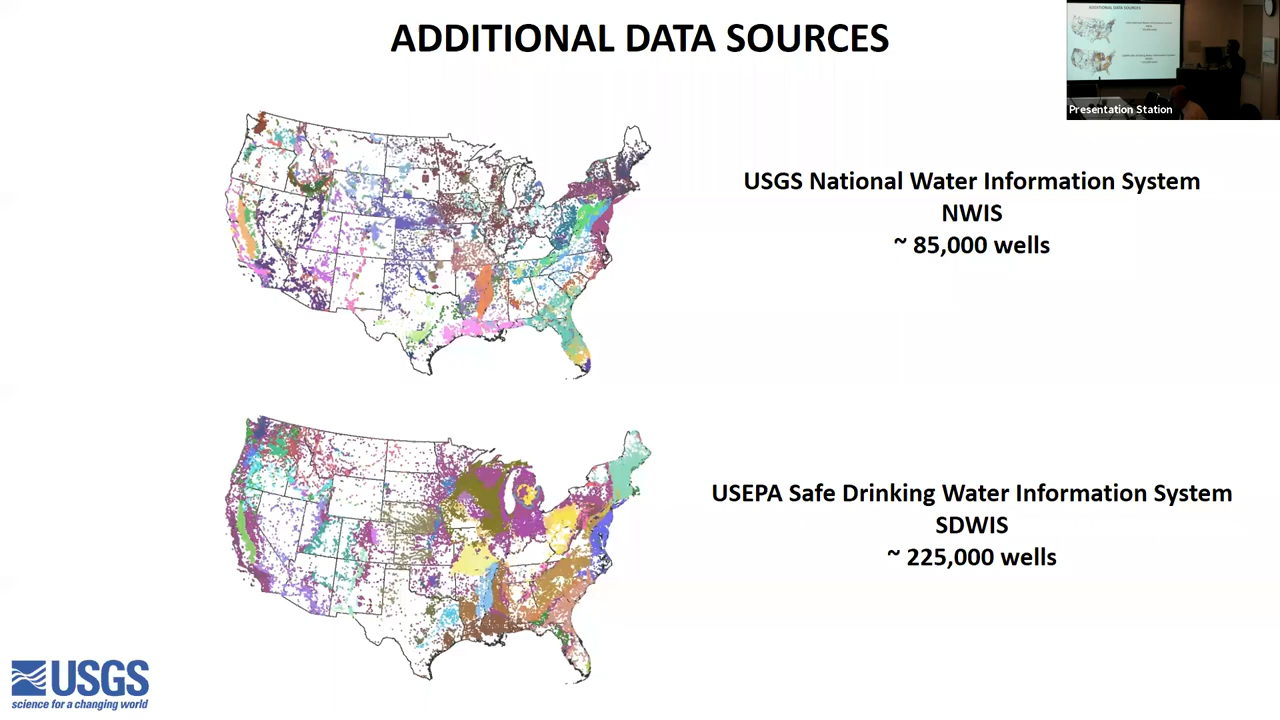 ADDITIONAL DATA SOURCES
Presentation Station
USGS National Water Information System
NWIS
~ 85,000 wells
USEPA Safe Drinking Water Information System
SDWIS
~ 225,000 wells
USGS
science for a changing world